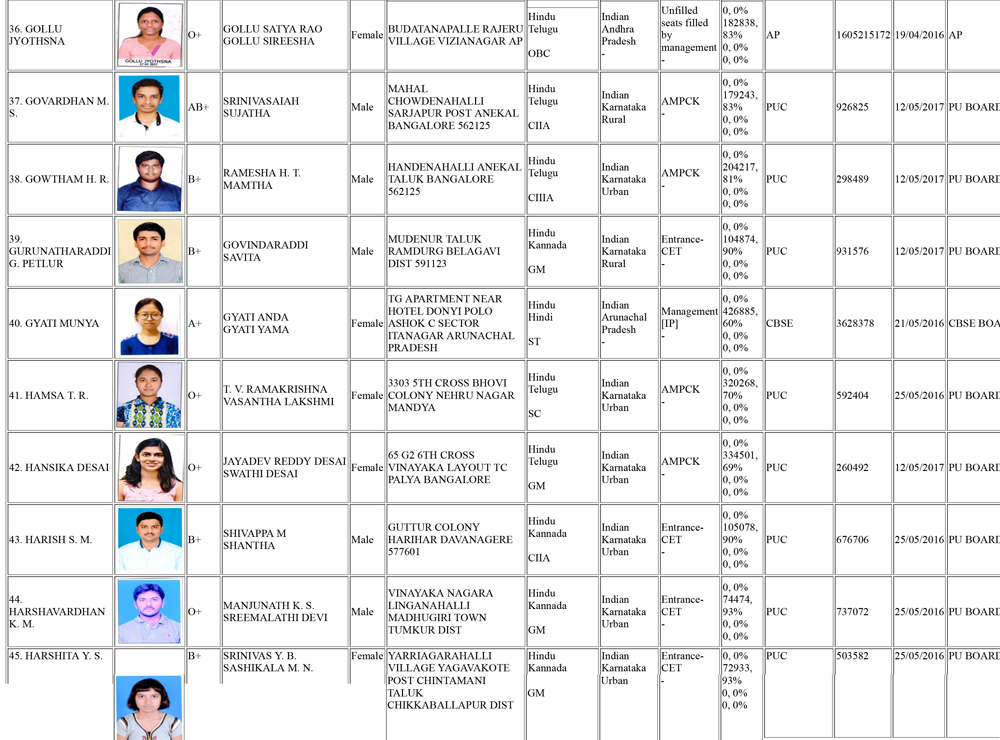 36. GOLLU
JYOTHSNA
GOLLU JYOTHSNA
O+
GOLLU SATYA RAO
GOLLU SIREESHA
Female
BUDATANAPALLE RAJERU
VILLAGE VIZIANAGAR AP
Hindu
Telugu
OBC
Indian
Andhra
Pradesh
-
Unfilled
seats filled
by
management
-
0, 0%
182838,
83%
0, 0%
0, 0%
AP
1605215172
19/04/2016
AP
37. GOVARDHAN M.
S.
AB+
SRINIVASAIAH
SUJATHA
Male
MAHAL
CHOWDENAHALLI
SARJAPUR POST ANEKAL
BANGALORE 562125
Hindu
Telugu
CIIA
Indian
Karnataka
Rural
AMPCK
-
0, 0%
179243,
83%
0, 0%
0, 0%
PUC
926825
12/05/2017
PU BOARD
38. GOWTHAM H. R.
B+
RAMESHA H. T.
MAMTHA
Male
HANDENAHALLI ANEKAL
TALUK BANGALORE
562125
Hindu
Telugu
CIIIA
Indian
Karnataka
Urban
AMPCK
-
0, 0%
204217,
81%
0, 0%
0, 0%
PUC
298489
12/05/2017
PU BOARD
39.
GURUNATHARADDI
G. PETLUR
B+
GOVINDARADDI
SAVITA
Male
MUDENUR TALUK
RAMDURG BELAGAVI
DIST 591123
Hindu
Kannada
GM
Indian
Karnataka
Rural
Entrance-
CET
-
0, 0%
104874,
90%
0, 0%
0, 0%
PUC
931576
12/05/2017
PU BOARD
40. GYATI MUNYA
A+
GYATI ANDA
GYATI YAMA
Female
TG APARTMENT NEAR
HOTEL DONYI POLO
ASHOK C SECTOR
ITANAGAR ARUNACHAL
PRADESH
Hindu
Hindi
ST
Indian
Arunachal
Pradesh
-
Management
[IP]
-
0, 0%
426885,
60%
0, 0%
0, 0%
CBSE
3628378
21/05/2016
CBSE BOA
41. HAMSA T. R.
O+
T. V. RAMAKRISHNA
VASANTHA LAKSHMI
Female
3303 5TH CROSS BHOVI
COLONY NEHRU NAGAR
MANDYA
Hindu
Telugu
SC
Indian
Karnataka
Urban
AMPCK
-
0, 0%
320268,
70%
0, 0%
0, 0%
PUC
592404
25/05/2016
PU BOARD
42. HANSIKA DESAI
O+
JAYADEV REDDY DESAI
SWATHI DESAI
Female
65 G2 6TH CROSS
VINAYAKA LAYOUT TC
PALYA BANGALORE
Hindu
Telugu
GM
Indian
Karnataka
Urban
AMPCK
-
0, 0%
334501,
69%
0, 0%
0, 0%
PUC
260492
12/05/2017
PU BOARD
43. HARISH S. M.
B+
SHIVAPPA M
SHANTHA
Male
GUTTUR COLONY
HARIHAR DAVANAGERE
577601
Hindu
Kannada
CIIA
Indian
Karnataka
Urban
Entrance-
CET
-
0, 0%
105078,
90%
0, 0%
0, 0%
PUC
676706
25/05/2016
PU BOARD
44.
HARSHAVARDHAN
K. M.
O+
MANJUNATH K. S.
SREEMALATHI DEVI
Male
VINAYAKA NAGARA
LINGANAHALLI
MADHUGIRI TOWN
TUMKUR DIST
Hindu
Kannada
GM
Indian
Karnataka
Urban
Entrance-
CET
-
0, 0%
74474,
93%
0, 0%
0, 0%
PUC
737072
25/05/2016
PU BOARD
45. HARSHITA Y. S.
B+
SRINIVAS Y. B.
SASHIKALA M. N.
Female
YARRIAGARAHALLI
VILLAGE YAGAVAKOTE
POST CHINTAMANI
TALUK
CHIKKABALLAPUR DIST
Hindu
Kannada
GM
Indian
Karnataka
Urban
Entrance-
CET
-
0, 0%
72933,
93%
0, 0%
0, 0%
PUC
503582
25/05/2016
PU BOARD